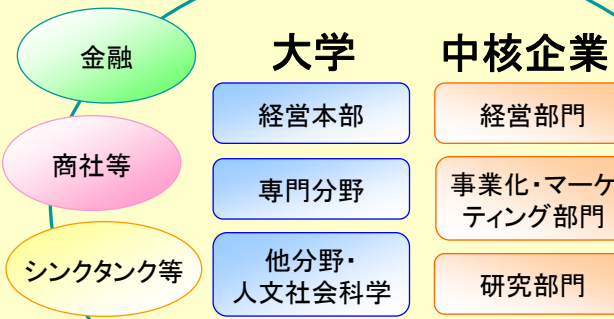 金融
商社等
シンクタンク等
大学
経営本部
専門分野
他分野・
人文社会科学
中核企業
経営部門
事業化・マーケ
ティング部門
研究部門